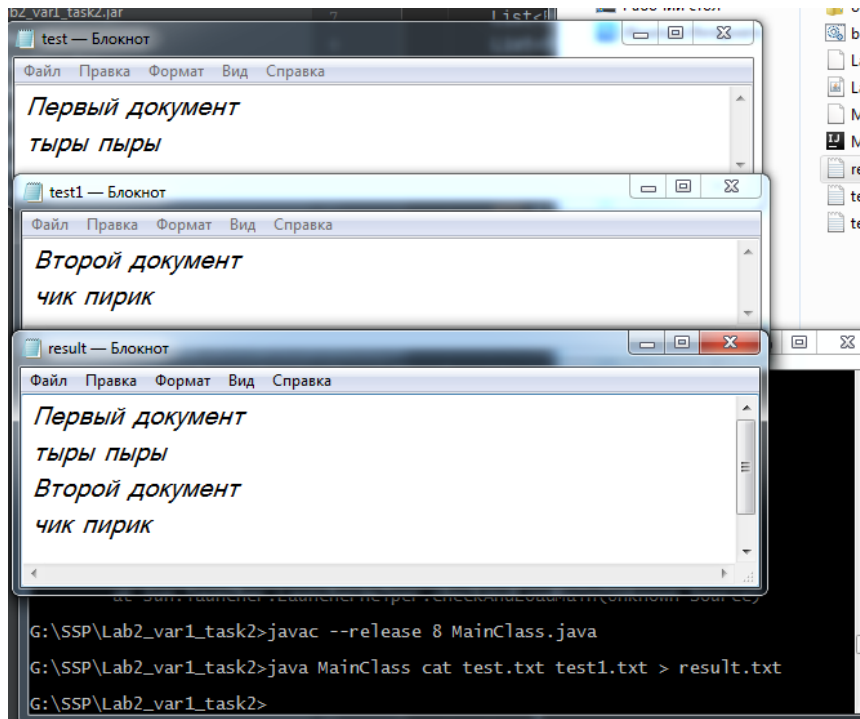 b2_var1_task2.jar
7
List<
test — Блокнот
Файл Правка Формат Вид Справка
Первый документ
тыры пыры
test1 — Блокнот
Файл Правка Формат Вид Справка
Второй документ
чик пирик
result — Блокнот
Файл Правка Формат Вид Справка
Первый документ
тыры пыры
Второй документ
чик пирик
G:\SSP\Lab2_var1_task2>javac --release 8 MainClass.java
G:\SSP\Lab2_var1_task2>java MainClass cat test.txt test1.txt > result.txt
G:\SSP\Lab2_var1_task2>